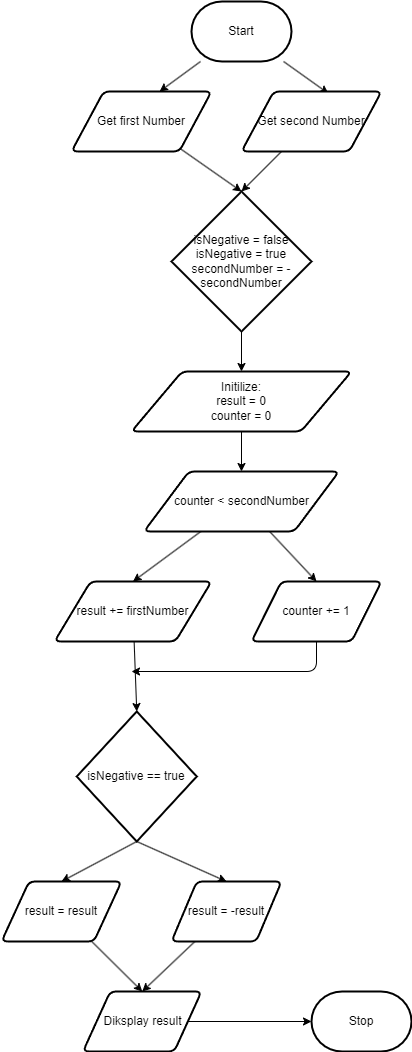 Start
Get first Number
Get second Number
isNegative = false
isNegative = true
secondNumber = -
secondNumber
Initilize:
result = 0
counter = 0
counter < secondNumber
result += firstNumber
counter += 1
isNegative == true
result = result
result = -result
Diksplay result
Stop